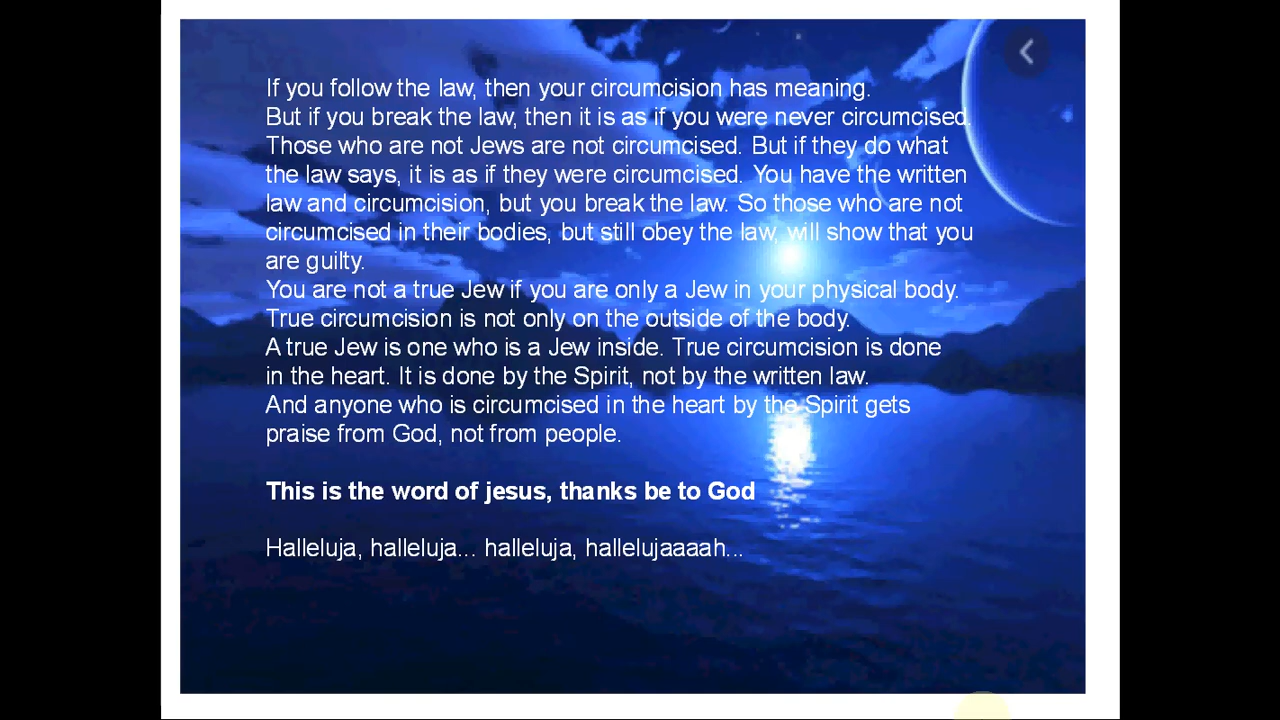 If you follow the law, then your circumcision has meaning.
But if you break the law, then it is as if you were never circumcised.
Those who are not Jews are not circumcised. But if they do what
the law says, it is as if they were circumcised. You have the written
law and circumcision, but you break the law. So those who are not
circumcised in their bodies, but still obey the law, will show that you
are guilty.
You are not a true Jew if you are only a Jew in your physical body.
True circumcision is not only on the outside of the body.
A true Jew is one who is a Jew inside. True circumcision is done
in the heart. It is done by the Spirit, not by the written law.
And anyone who is circumcised in the heart by the Spirit gets
praise from God, not from people.
This is the word of jesus, thanks be to God
Halleluja, halleluja... halleluja, hallelujaaaah...